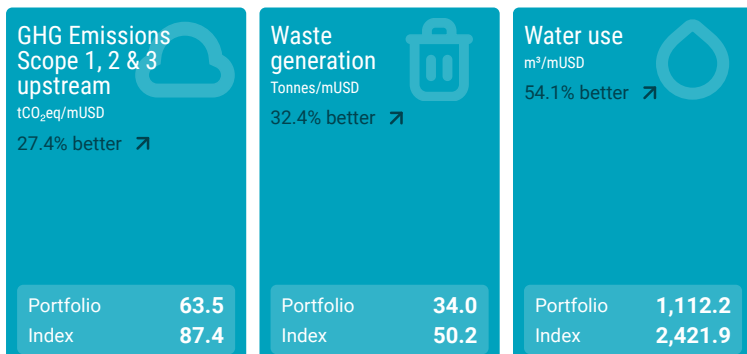 GHG Emissions
Scope 1, 2 & 3
upstream
tCO₂eq/mUSD
27.4% better
Portfolio 63.5
Index 87.4
Waste
generation
Tonnes/mUSD
32.4% better
Portfolio 34.0
Index 50.2
Water use
m³/mUSD
54.1% better
Portfolio 1,112.2
Index 2,421.9